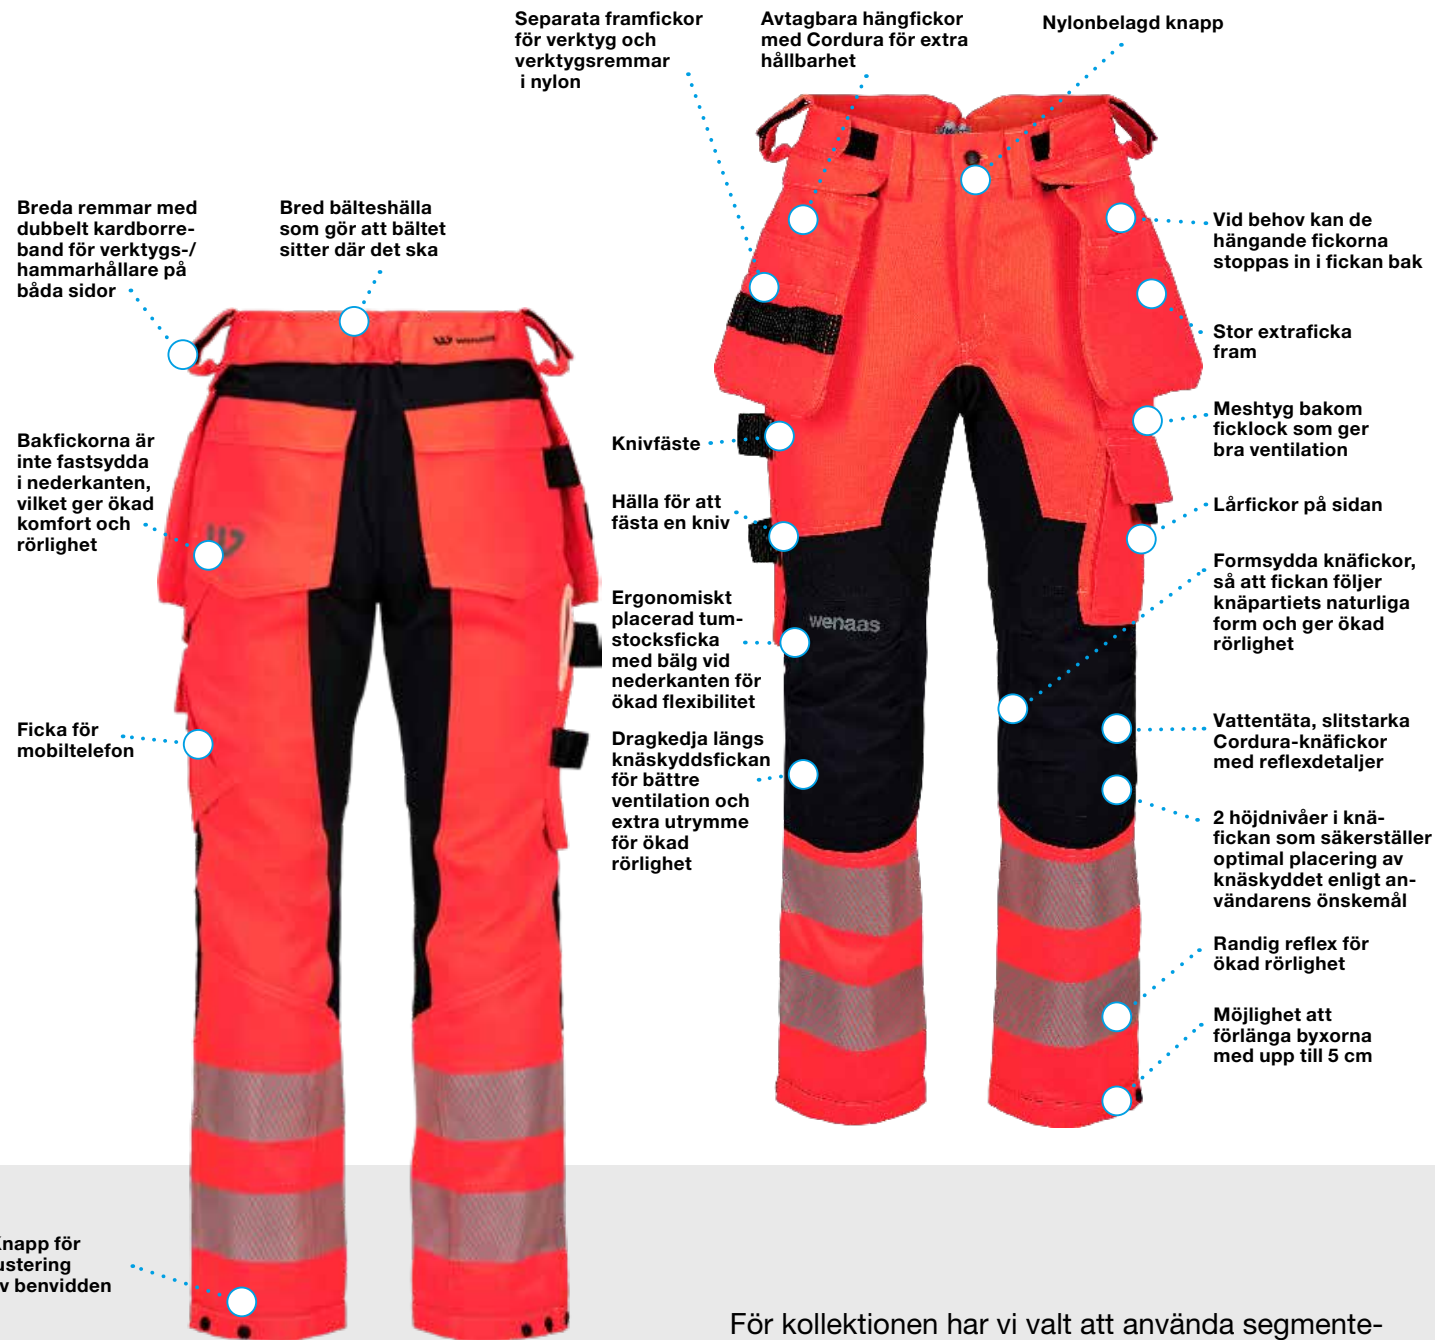 Separata framfickor
för verktyg och
verktygsremmar
i nylon
Avtagbara hängfickor
med Cordura för extra
hållbarhet
Nylonbelagd knapp
Breda remmar med
dubbelt kardborre-
band för verktygs-/
hammarhållare på
båda sidor
Bred bälteshälla
som gör att bältet
sitter där det ska
Vid behov kan de
hängande fickorna
stoppas in i fickan bak
Stor extraficka
fram
wenaas
Bakfickorna är
inte fastsydda
i nederkanten,
vilket ger ökad
komfort och
rörlighet
Knivfäste
Meshtyg bakom
ficklock som ger
bra ventilation
Hälla för att
fästa en kniv
Lårfickor på sidan
Formsydda knäfickor,
så att fickan följer
knäpartiets naturliga
form och ger ökad
rörlighet
Ergonomiskt
placerad tum-
stocksficka
med bälg vid
nederkanten för
ökad flexibilitet
wenaas
Ficka för
mobiltelefon
Vattentäta, slitstarka
Cordura-knäfickor
med reflexdetaljer
Dragkedja längs
knäskyddsfickan
för bättre
ventilation och
extra utrymme
för ökad
rörlighet
2 höjdnivåer i knä-
fickan som säkerställer
optimal placering av
knäskyddet enligt an-
vändarens önskemål
Randig reflex för
ökad rörlighet
Möjlighet att
förlänga byxorna
med upp till 5 cm
Knapp för
ustering
v benvidden
För kollektionen har vi valt att använda segmente-